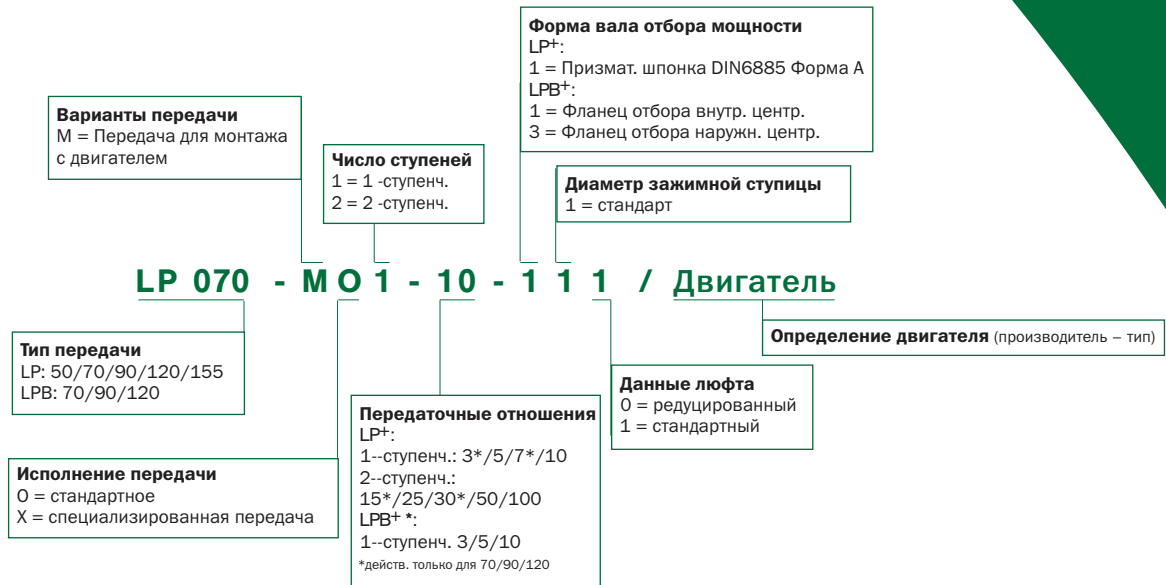 Форма вала отбора мощности
LP+:
1 = Призмат. шпонка DIN6885 Форма А
LPB+:
1 = Фланец отбора внутр. центр.
3 = Фланец отбора наружн. центр.
Варианты передачи
M = Передача для монтажа
с двигателем
Число ступеней
1 = 1 -ступенч.
2 = 2 -ступенч.
Диаметр зажимной ступицы
1 = стандарт
LP 070 - M O 1 - 10 - 1 1 1 / Двигатель
Определение двигателя (производитель – тип)
Тип передачи
LP: 50/70/90/120/155
LPB: 70/90/120
Данные люфта
0 = редуцированный
1 = стандартный
Передаточные отношения
LP+:
1--ступенч.: 3*/5/7*/10
2--ступенч.:
15*/25/30*/50/100
LPB+ *:
1--ступенч. 3/5/10
*действ. только для 70/90/120
Исполнение передачи
O = стандартное
X = специализированная передача